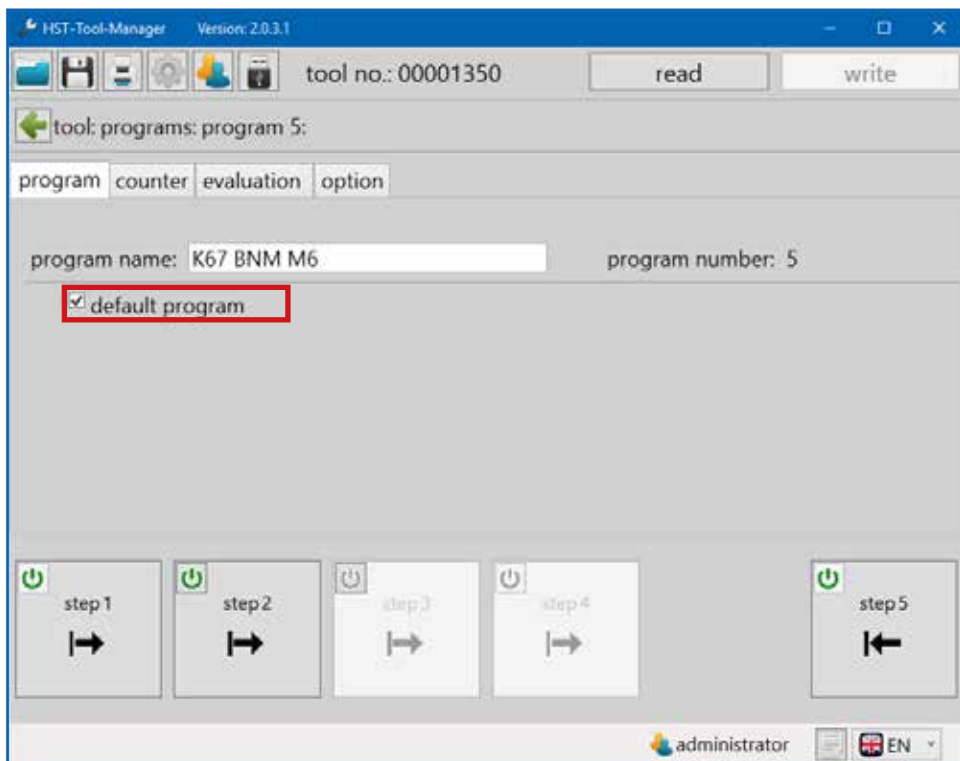 HST-Tool-Manager Version: 2.0.3.1
tool no.: 00001350 read write
tool: programs: program 5:
program counter evaluation option
program name: K67 BNM M6 program number: 5
default program
step 1 step 2 step 3 step 4 step 5
administrator EN